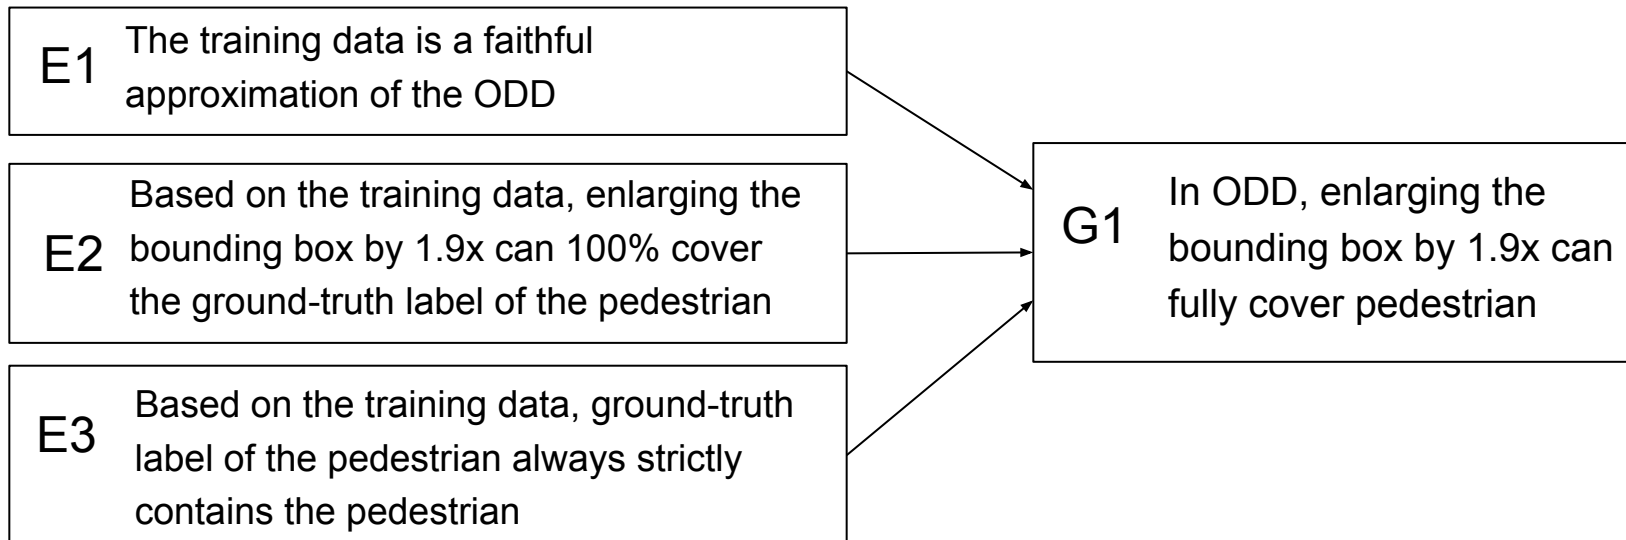 E1
The training data is a faithful
approximation of the ODD
E2
Based on the training data, enlarging the
bounding box by 1.9x can 100% cover
the ground-truth label of the pedestrian
E3
Based on the training data, ground-truth
label of the pedestrian always strictly
contains the pedestrian
G1
In ODD, enlarging the
bounding box by 1.9x can
fully cover pedestrian